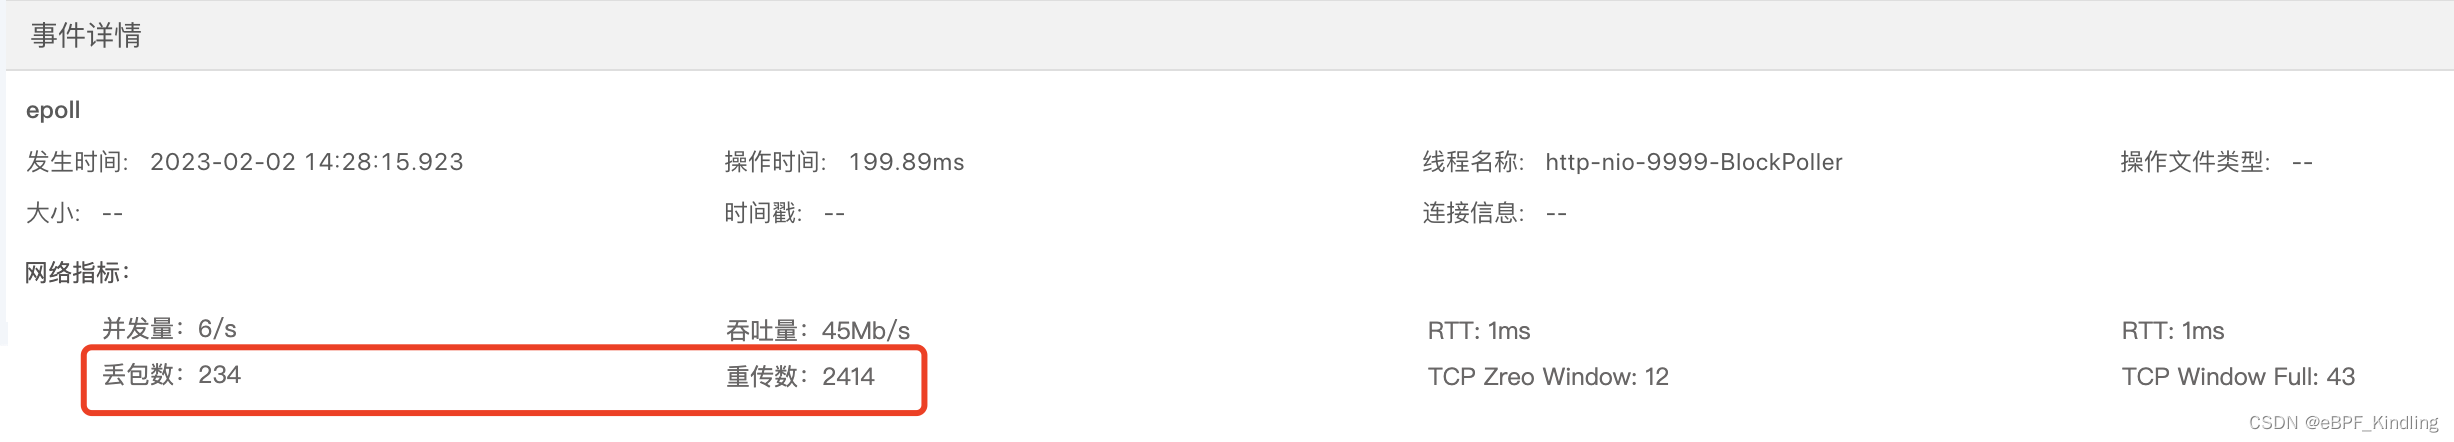 事件详情
epoll
发生时间: 2023-02-02 14:28:15.923 操作时间: 199.89ms 线程名称: http-nio-9999-BlockPoller 操作文件类型: --
大小: -- 时间戳: -- 连接信息: --
网络指标:
并发量: 6/s 吞吐量: 45Mb/s RTT: 1ms RTT: 1ms
丢包数: 234 重传数: 2414 TCP Zreo Window: 12 TCP Window Full: 43
CSDN @eBPF_Kindling